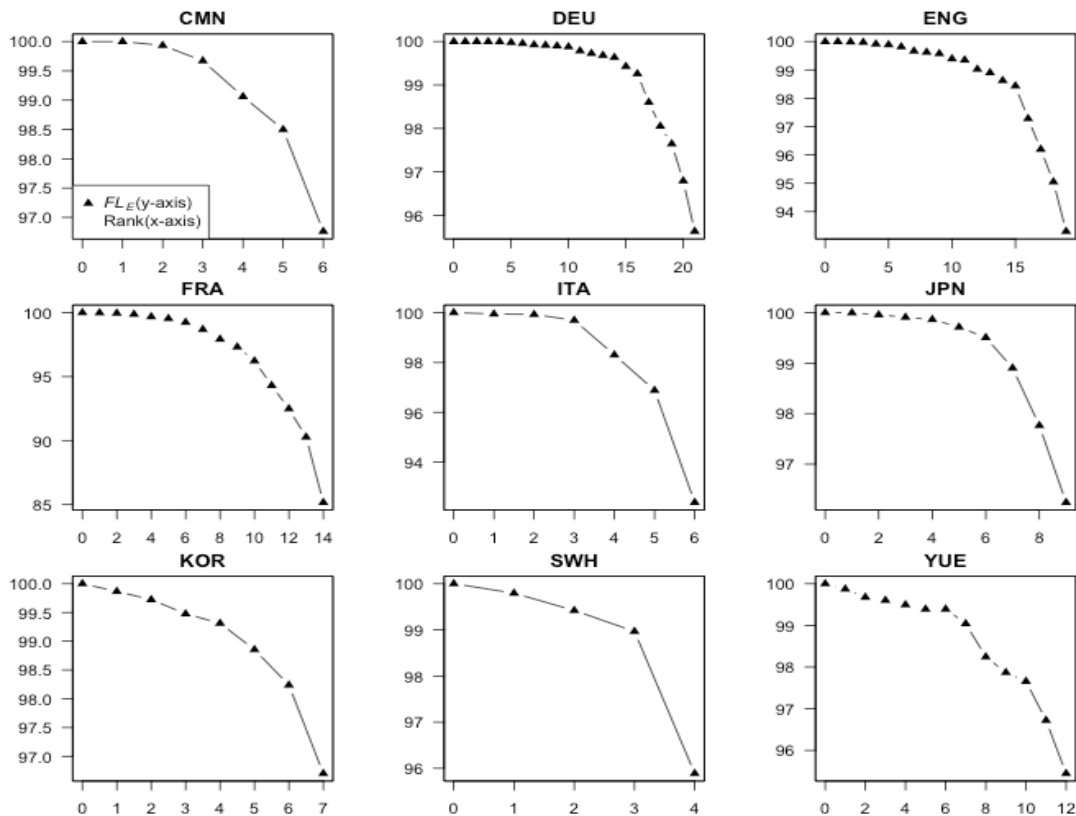 CMN
100.0
99.5
99.0
98.5
98.0
97.5
97.0
▲ FL_E(y-axis)
Rank(x-axis)
0 1 2 3 4 5 6
DEU
100
98
97
96
0 5 10 15 20
ENG
100
99
98
97
96
95
94
0 5 10 15
FRA
100
95
90
85
0 2 4 6 8 10 12 14
ITA
100
98
96
94
0 1 2 3 4 5 6
JPN
100
99
98
97
0 2 4 6 8
KOR
100.0
99.5
99.0
98.5
98.0
97.5
97.0
0 1 2 3 4 5 6 7
SWH
100
99
98
97
96
0 1 2 3 4
YUE
100
99
98
97
96
0 2 4 6 8 10 12